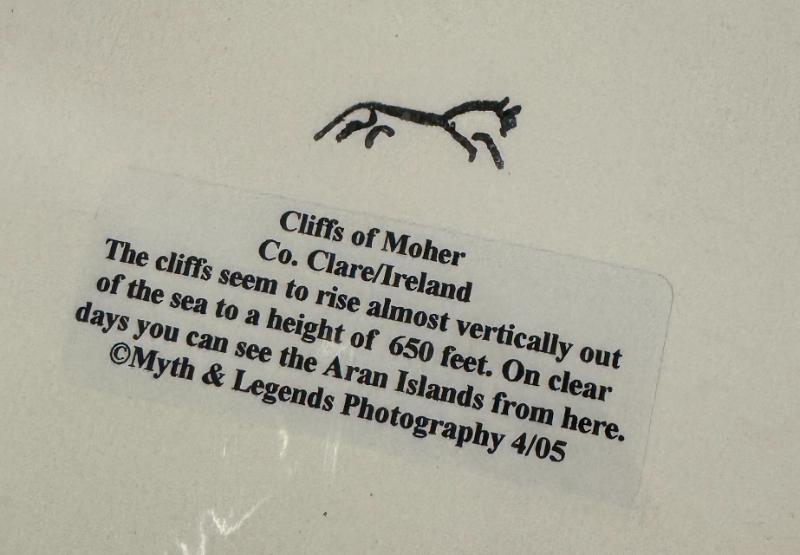 Cliffs of Moher
Co. Clare/Ireland
The cliffs seem to rise almost vertically out
of the sea to a height of 650 feet. On clear
days you can see the Aran Islands from here.
©Myth & Legends Photography 4/05